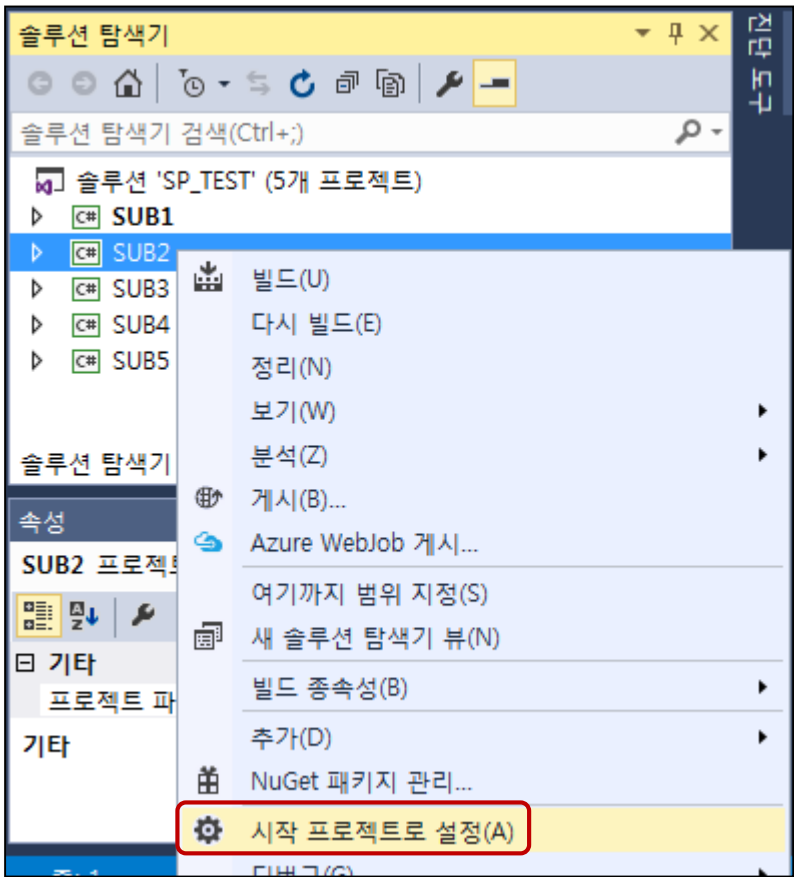 솔루션 탐색기
진단 도구
솔루션 탐색기 검색(Ctrl+;)
솔루션 'SP_TEST' (5개 프로젝트)
C# SUB1
C# SUB2
C# SUB3
C# SUB4
C# SUB5
솔루션 탐색기
속성
SUB2
기타
프로젝트
기타
빌드(U)
다시 빌드(E)
정리(N)
보기(W)
분석(Z)
게시(B)...
Azure WebJob 게시...
여기까지 범위 지정(S)
새 솔루션 탐색기 뷰(N)
빌드 종속성(B)
추가(D)
NuGet 패키지 관리...
시작 프로젝트로 설정(A)